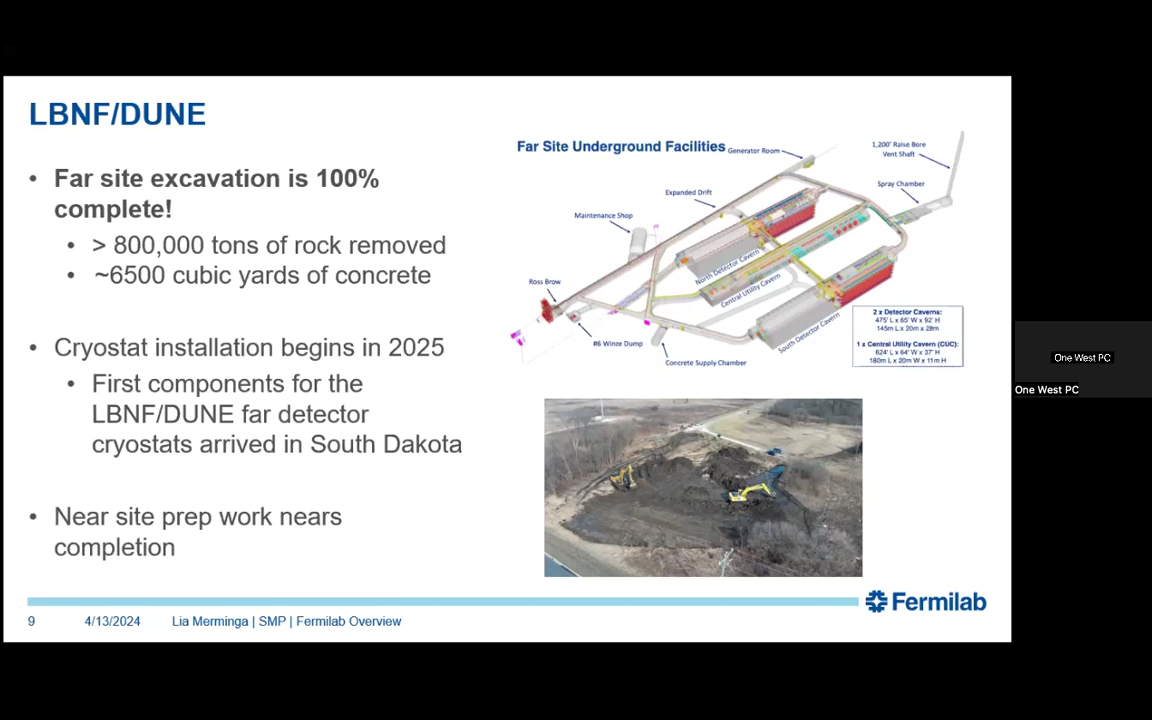 LBNF/DUNE
• Far site excavation is 100%
complete!
• > 800,000 tons of rock removed
• ~6500 cubic yards of concrete
• Cryostat installation begins in 2025
• First components for the
LBNF/DUNE far detector
cryostats arrived in South Dakota
• Near site prep work nears
completion
Far Site Underground Facilities
Generator Room
1,200' Raise Bore
Vent Shaft
Spray Chamber
Expanded Drift
Maintenance Shop
Ross Brow
North Detector Cavern
Central Utility Cavern
South Detector Cavern
#6 Winze Dump
Concrete Supply Chamber
2 x Detector Caverns:
475' L x 65' W x 92' H
145m L x 20m x 28m
1 x Central Utility Cavern (CUC):
624' L x 64' W x 37' H
180m L x 20m W x 11m H
Fermilab
9
4/13/2024
Lia Merminga | SMP | Fermilab Overview
One West PC
One West PC